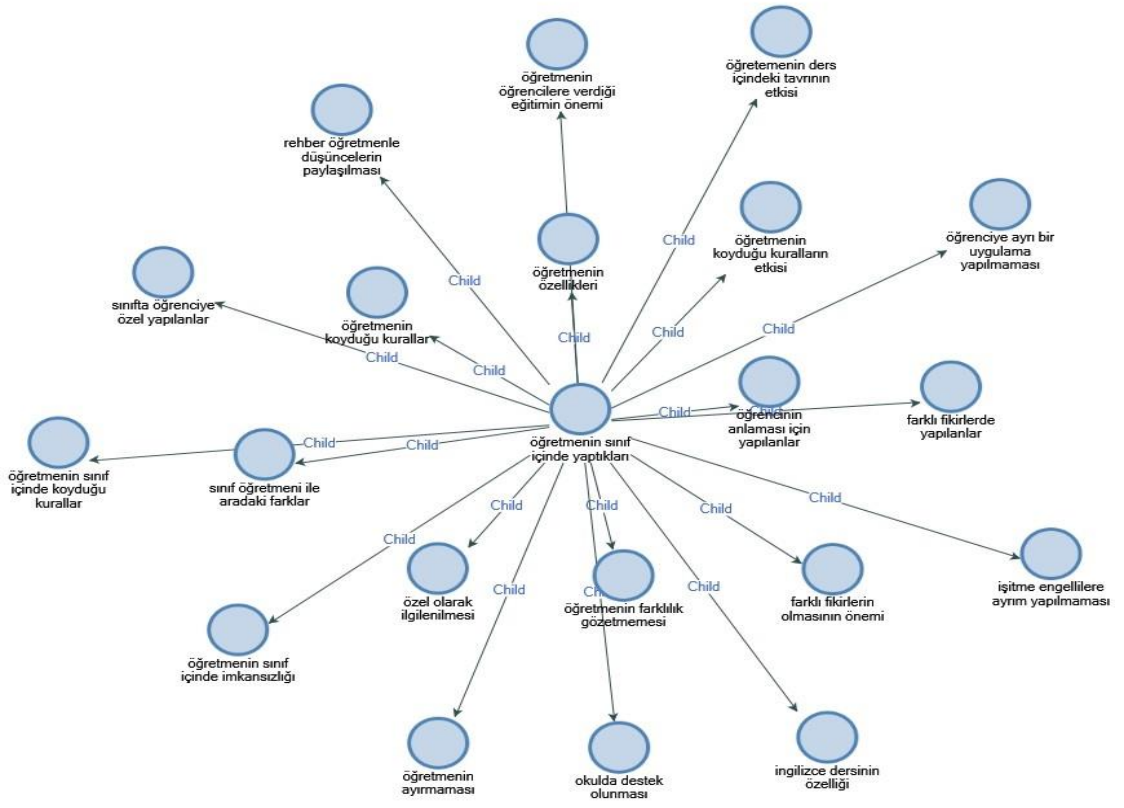 öğretmenin
öğrencilere verdiği
eğitimin önemi
öğretemenin ders
içindeki tavrının
etkisi
rehber öğretmenle
düşüncelerin
paylaşılması
öğretmenin
koyduğu kuralların
etkisi
öğrenciye ayrı bir
uygulama
yapılmaması
Child
öğretmenin
özellikleri
Child
sınıfta öğrenciye
özel yapılanlar
öğretmenin
koyduğu kurallar
Child
Child
Child
Child
Child
Child
öğretmenin sınıf
içinde yaptıkları
Child
Child
öğrencinin
anlaması için
yapılanlar
farklı fikirlerde
yapılanlar
Child
Child
öğretmenin sınıf
içinde koyduğu
kurallar
sınıf öğretmeni ile
aradaki farklar
Child
Child
Child
Child
Child
özel olarak
ilgilenilmesi
Child
Child
Child
öğretmenin farklılık
gözetmemesi
farklı fikirlerin
olmasının önemi
işitme engellilere
ayrım yapılmaması
öğretmenin sınıf
içinde imkansızlığı
öğretmenin
ayırmaması
okulda destek
olunması
ingilizce dersinin
özelliği